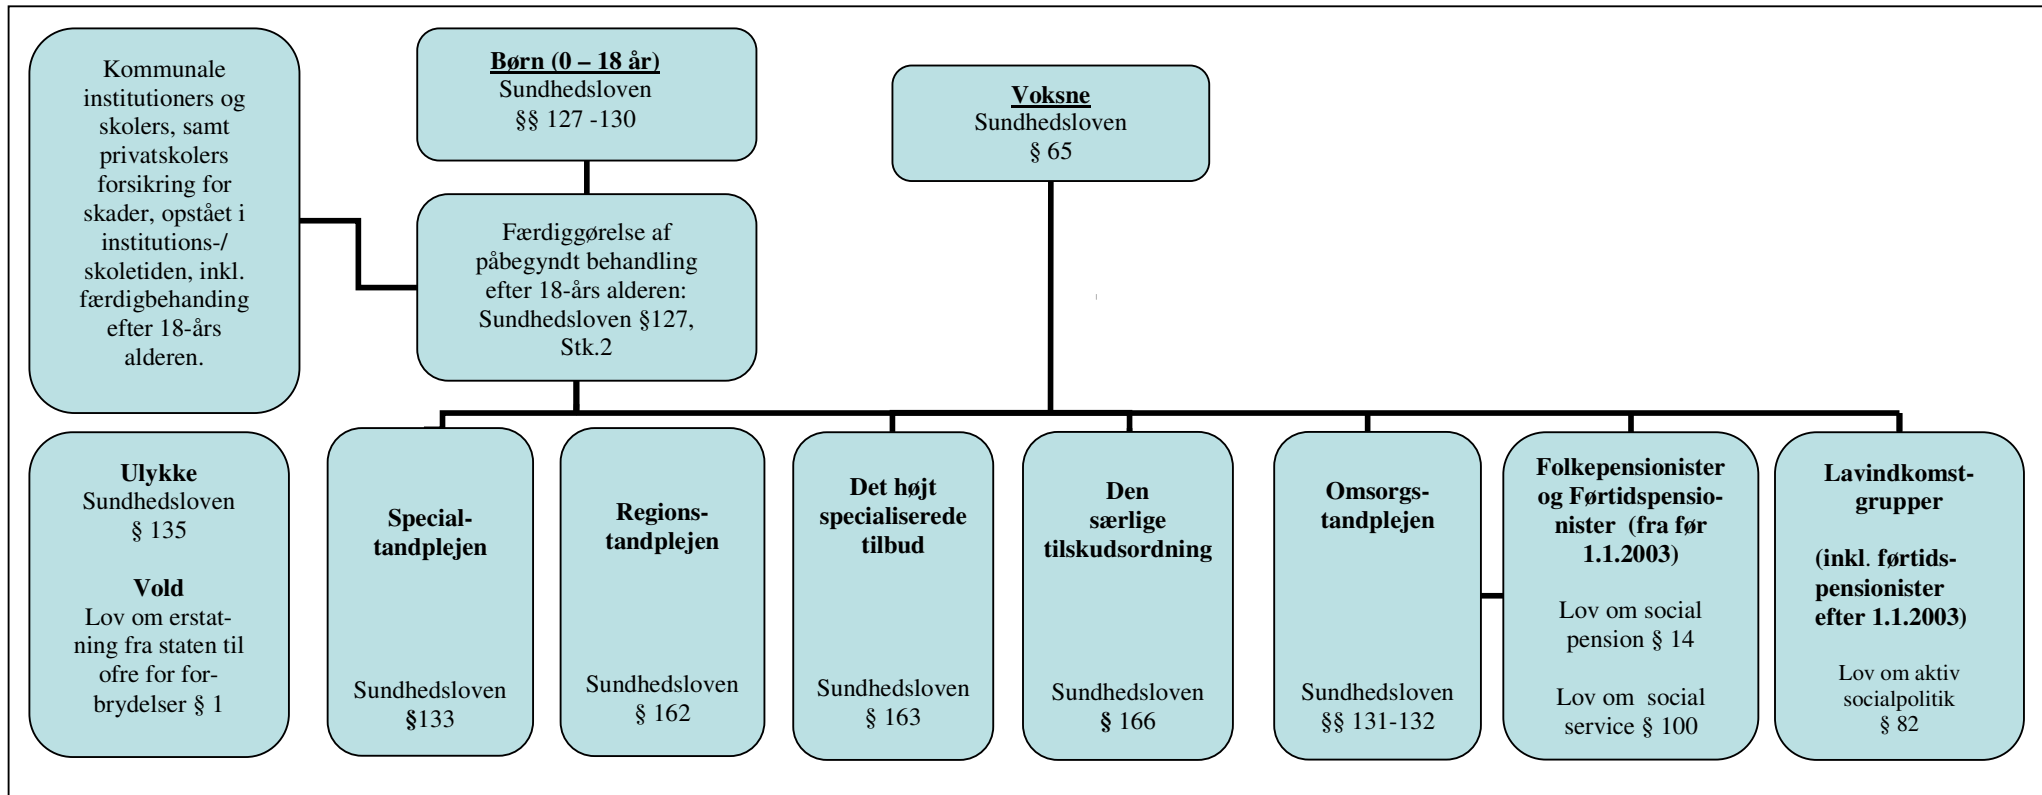 Kommunale
institutioners og
skolers, samt
privatskolers
forsikring for
skader, opstået i
institutions-/
skoletiden, inkl.
færdigbehanding
efter 18-års
alderen.
Børn (0 – 18 år)
Sundhedsloven
§§ 127 -130
Voksne
Sundhedsloven
§ 65
Færdiggørelse af
påbegyndt behandling
efter 18-års alderen:
Sundhedsloven §127,
Stk.2
Ulykke
Sundhedsloven
§ 135
Vold
Lov om erstat-
ning fra staten til
ofre for for-
brydelser § 1
Special-
tandplejen
Sundhedsloven
§133
Regions-
tandplejen
Sundhedsloven
§ 162
Det højt
specialiserede
tilbud
Sundhedsloven
§ 163
Den
særlige
tilskudsordning
Sundhedsloven
§ 166
Omsorgs-
tandplejen
Sundhedsloven
§§ 131-132
Folkepensionister
og Førtidspensio-
nister (fra før
1.1.2003)
Lov om social
pension § 14
Lov om social
service § 100
Lavindkomst-
grupper
(inkl. førtids-
pensionister
efter 1.1.2003)
Lov om aktiv
socialpolitik
§ 82